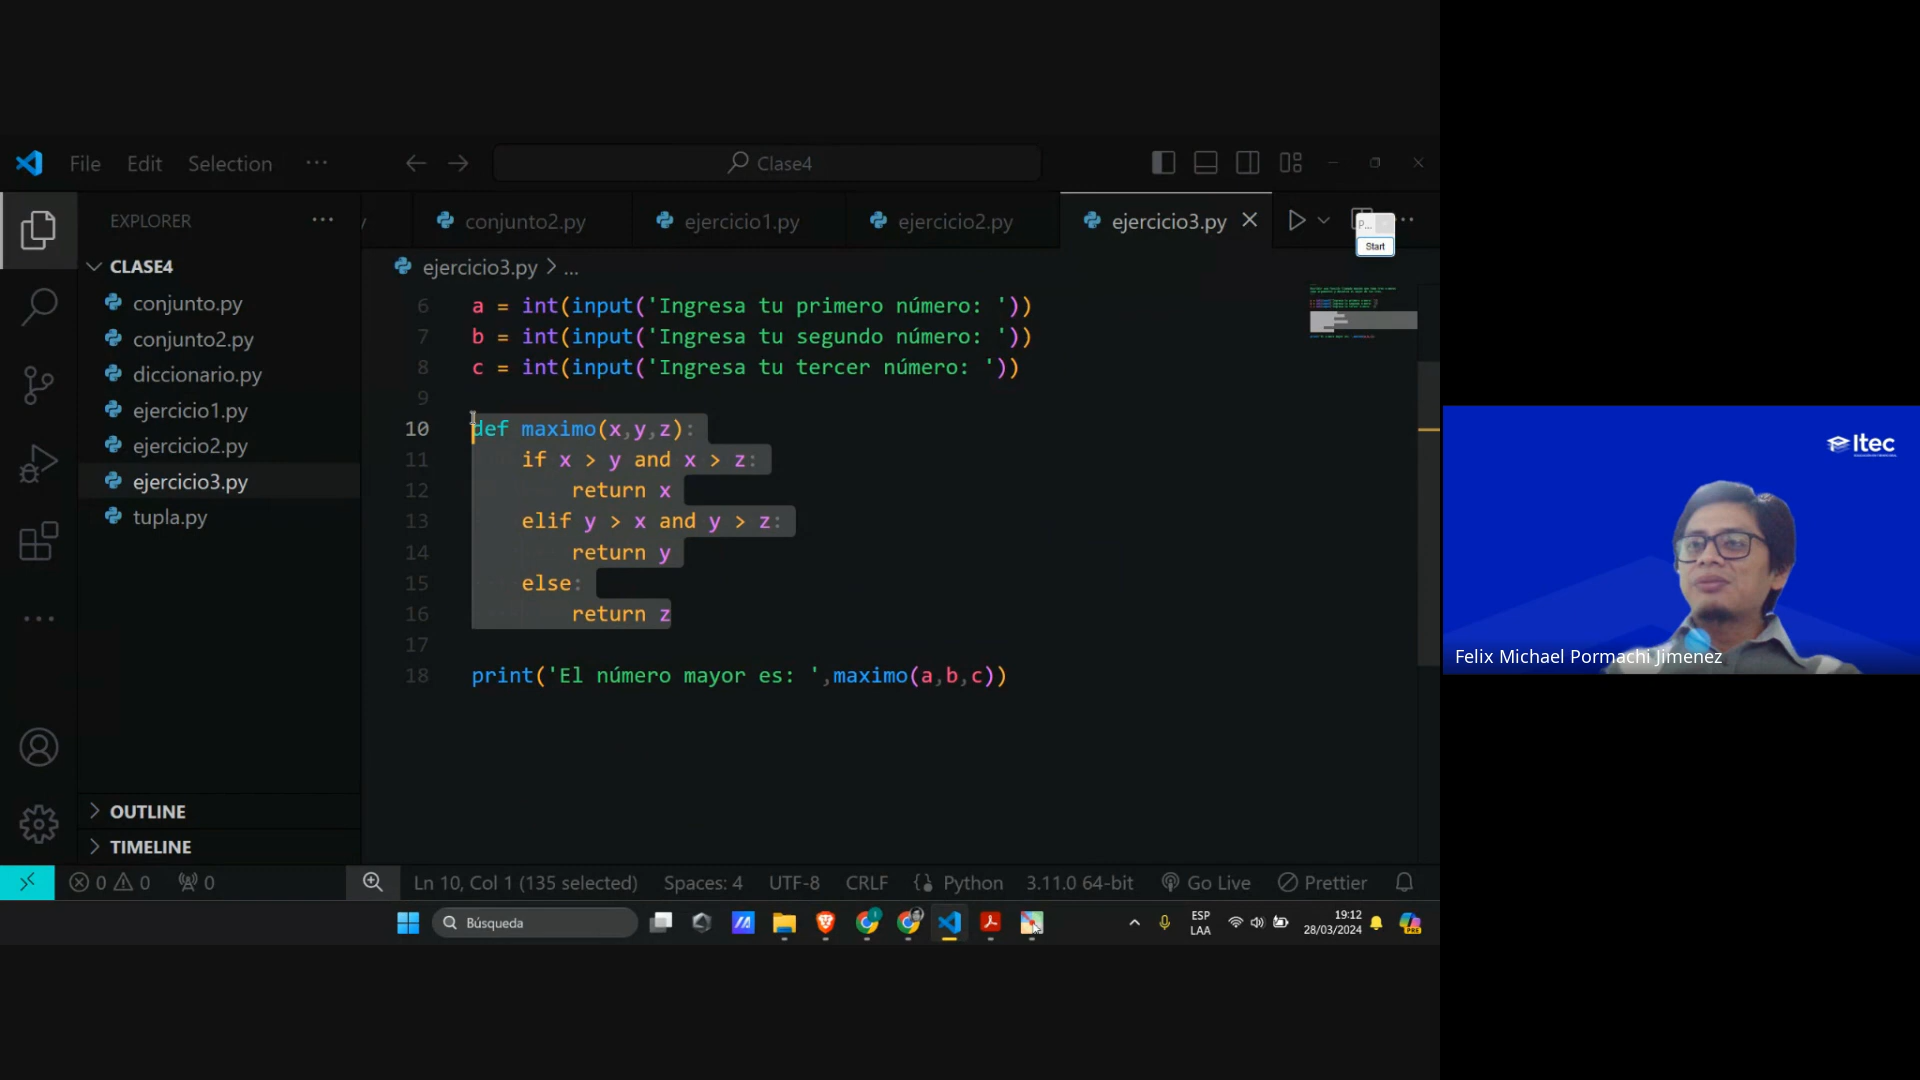 File Edit Selection ···
Clase4
EXPLORER ···
conjunto2.py
ejercicio1.py
ejercicio2.py
ejercicio3.py
P...
Start
CLASE4
conjunto.py
conjunto2.py
diccionario.py
ejercicio1.py
ejercicio2.py
ejercicio3.py
tupla.py
OUTLINE
TIMELINE
ejercicio3.py > ...
6 a = int(input('Ingresa tu primero número: '))
7 b = int(input('Ingresa tu segundo número: '))
8 c = int(input('Ingresa tu tercer número: '))
9
10 def maximo(x,y,z):
11 if x > y and x > z:
12 return x
13 elif y > x and y > z:
14 return y
15 else:
16 return z
17
18 print('El número mayor es: ',maximo(a,b,c))
0 0 0 Ln 10, Col 1 (135 selected) Spaces: 4 UTF-8 CRLF Python 3.11.0 64-bit Go Live Prettier
Búsqueda
ESP
LAA
19:12
28/03/2024
PRE
Itec
Felix Michael Pormachi Jimenez